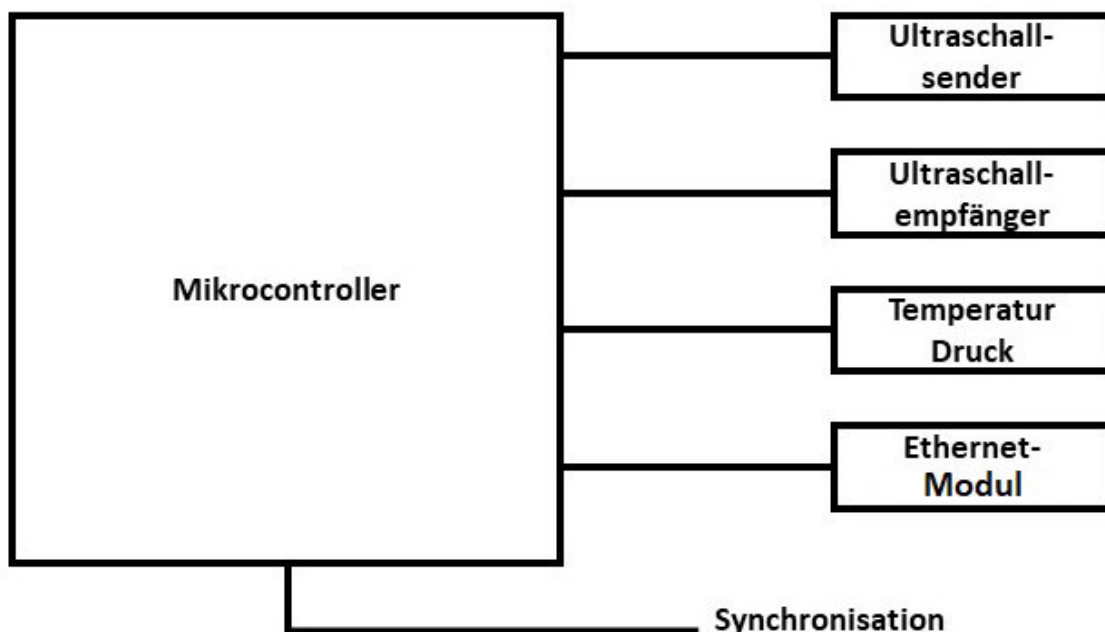 Ultraschall-
sender
Ultraschall-
empfänger
Mikrocontroller
Temperatur
Druck
Ethernet-
Modul
Synchronisation